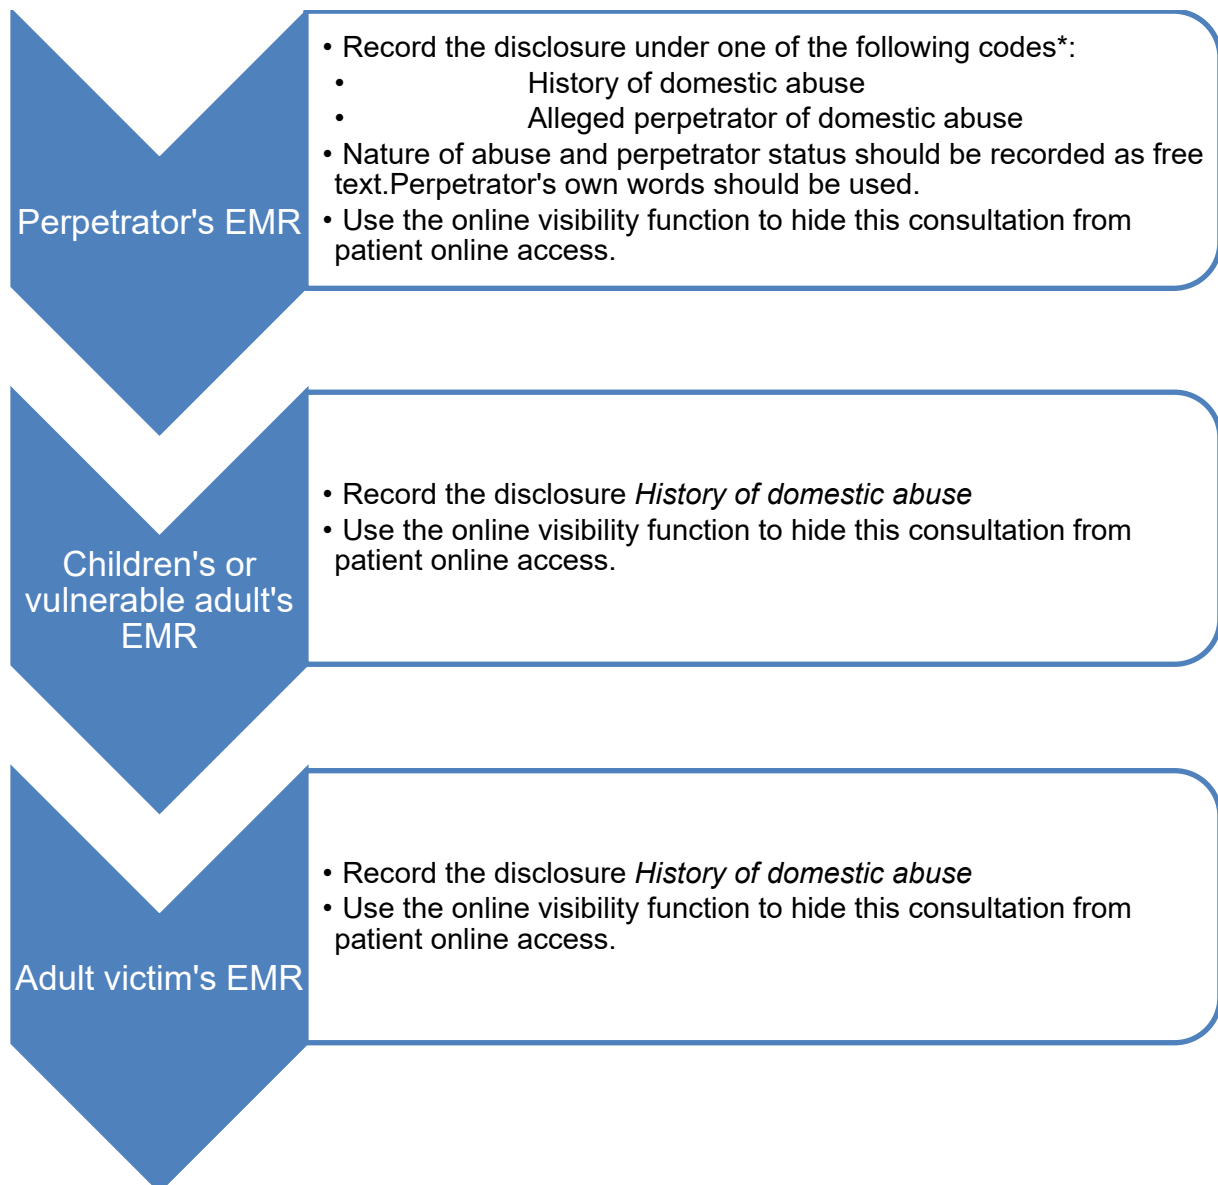 Perpetrator's EMR
• Record the disclosure under one of the following codes*:
• History of domestic abuse
• Alleged perpetrator of domestic abuse
• Nature of abuse and perpetrator status should be recorded as free
text.Perpetrator's own words should be used.
• Use the online visibility function to hide this consultation from
patient online access.
Children's or
vulnerable adult's
EMR
• Record the disclosure History of domestic abuse
• Use the online visibility function to hide this consultation from
patient online access.
Adult victim's EMR
• Record the disclosure History of domestic abuse
• Use the online visibility function to hide this consultation from
patient online access.